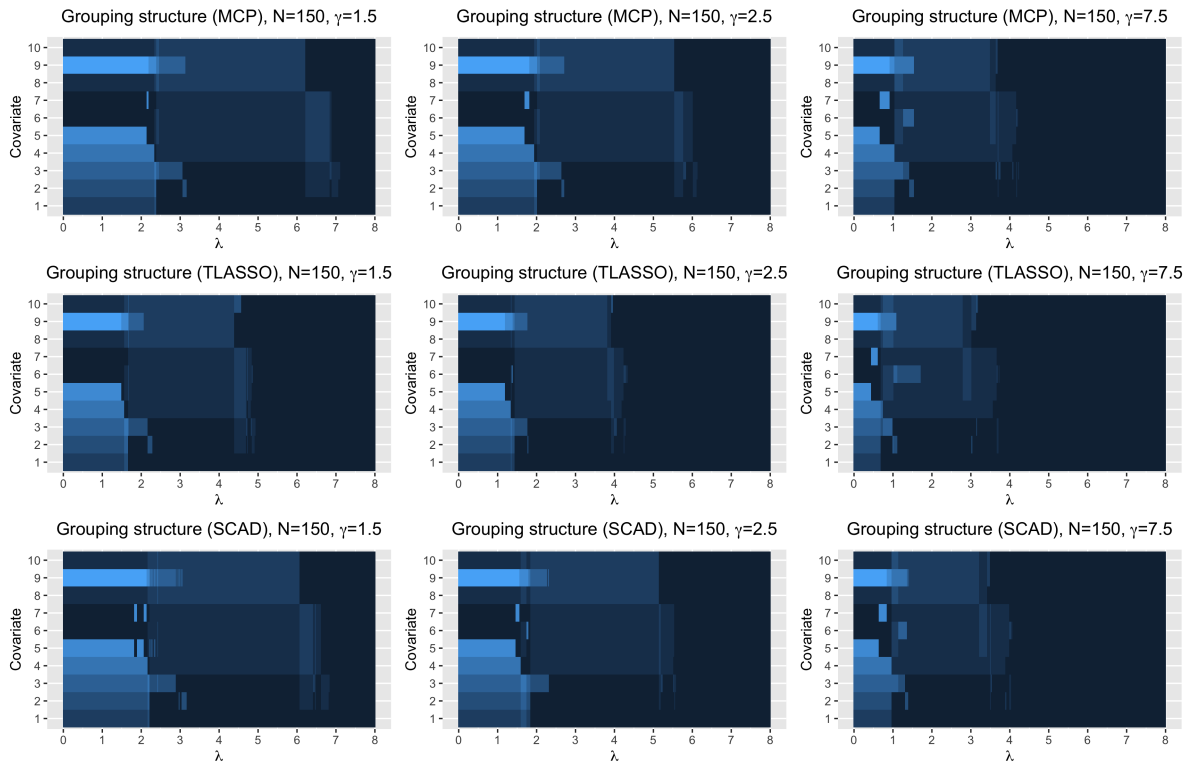 Grouping structure (MCP), N=150, γ=1.5
Grouping structure (MCP), N=150, γ=2.5
Grouping structure (MCP), N=150, γ=7.5
Covariate
10
9
7
6
5
4
3
2
1
0 1 2 3 4 5 6 7 8
λ
Covariate
10
9
7
6
5
4
3
2
1
0 1 2 3 4 5 6 7 8
λ
Covariate
10
9
7
6
5
4
3
2
1
0 1 2 3 4 5 6 7 8
λ
Grouping structure (TLASSO), N=150, γ=1.5
Grouping structure (TLASSO), N=150, γ=2.5
Grouping structure (TLASSO), N=150, γ=7.5
Covariate
10
9
7
6
5
4
3
2
1
0 1 2 3 4 5 6 7 8
λ
Covariate
10
9
7
6
5
4
3
2
1
0 1 2 3 4 5 6 7 8
λ
Covariate
10
9
7
6
5
4
3
2
1
0 1 2 3 4 5 6 7 8
λ
Grouping structure (SCAD), N=150, γ=1.5
Grouping structure (SCAD), N=150, γ=2.5
Grouping structure (SCAD), N=150, γ=7.5
Covariate
10
9
7
6
5
4
3
2
1
0 1 2 3 4 5 6 7 8
λ
Covariate
10
9
7
6
5
4
3
2
1
0 1 2 3 4 5 6 7 8
λ
Covariate
10
9
7
6
5
4
3
2
1
0 1 2 3 4 5 6 7 8
λ